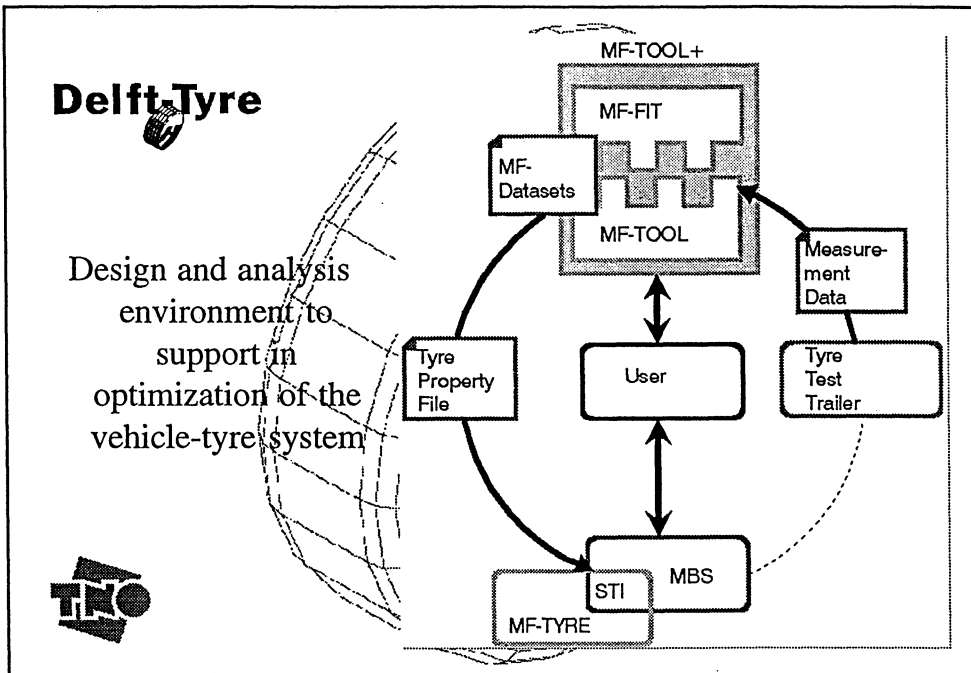 Delft-Tyre
Design and analysis
environment to
support in
optimization of the
vehicle-tyre system
TNO
MF-TOOL+
MF-FIT
MF-
Datasets
MF-TOOL
Measure-
ment
Data
Tyre
Property
File
User
Tyre
Test
Trailer
STI
MBS
MF-TYRE